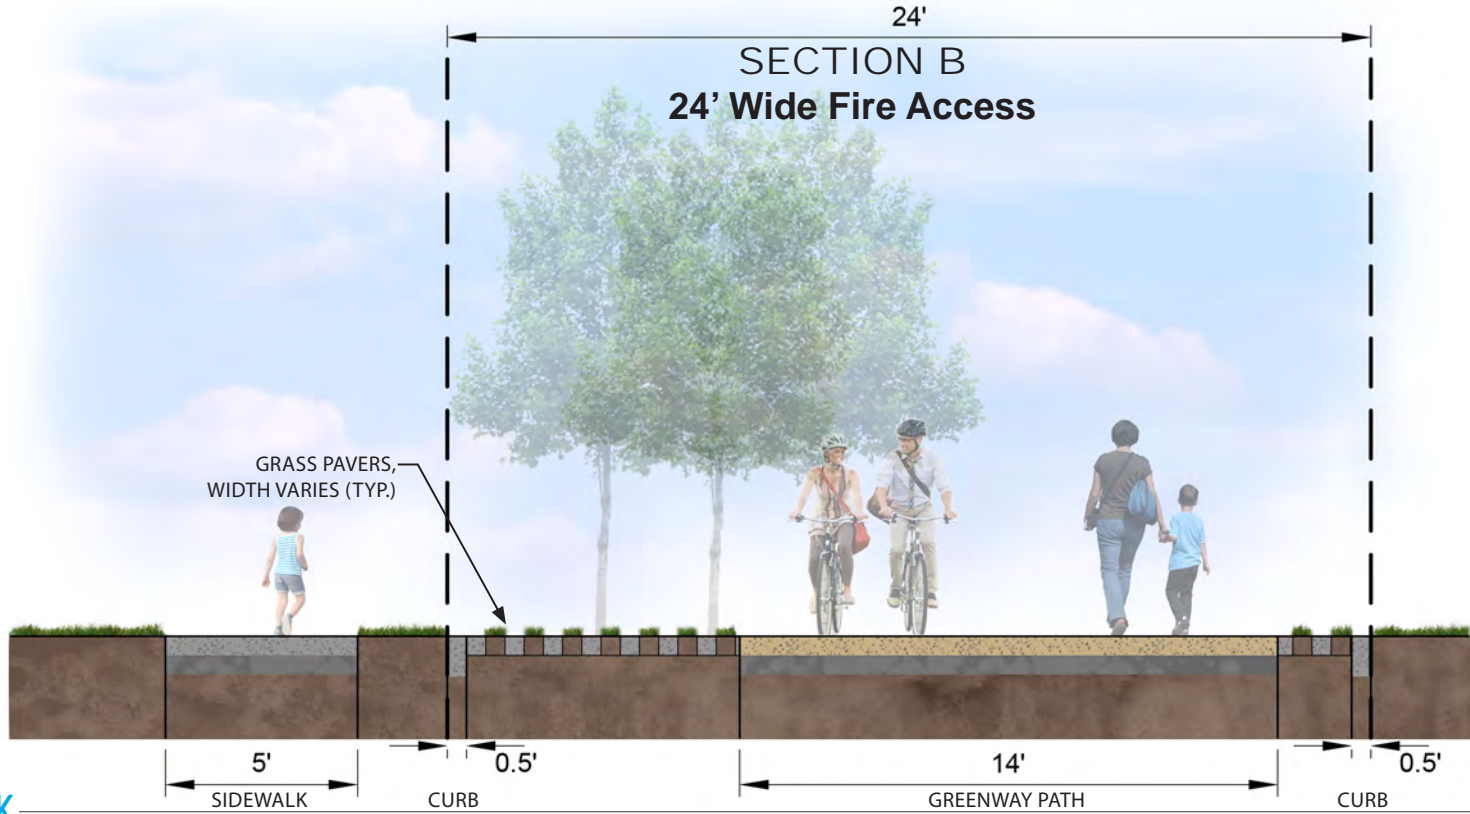 24'
SECTION B
24' Wide Fire Access
GRASS PAVERS,
WIDTH VARIES (TYP.)
5'
0.5'
14'
0.5'
SIDEWALK
CURB
GREENWAY PATH
CURB